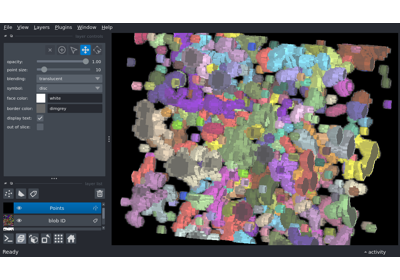 File View Layers Plugins Window Help
opacity: 1.00
point size: 10
blending: translucent
symbol: disc
face color: white
border color: dimgrey
display text: ✓
out of slice:
Points
blob ID
Ready
activity